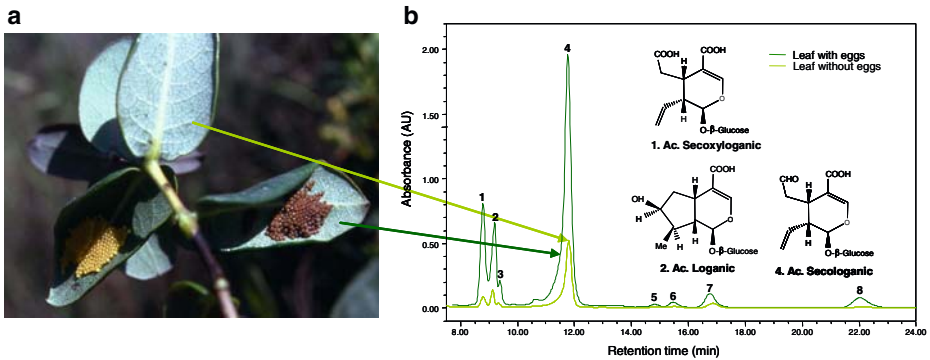 a
b
Absorbance (AU)
2.00
1.50
1.00
0.50
0.00
8.00 10.00 12.00 14.00 16.00 18.00 20.00 22.00 24.00
Retention time (min)
1
2
3
4
5
6
7
8
Leaf with eggs
Leaf without eggs
COOH
COOH
H
O
H
O-β-Glucose
1. Ac. Secoxyloganic
COOH
H
OH
O
H
H
Me
H
O-β-Glucose
2. Ac. Loganic
CHO
COOH
H
O
H
O-β-Glucose
4. Ac. Secologanic